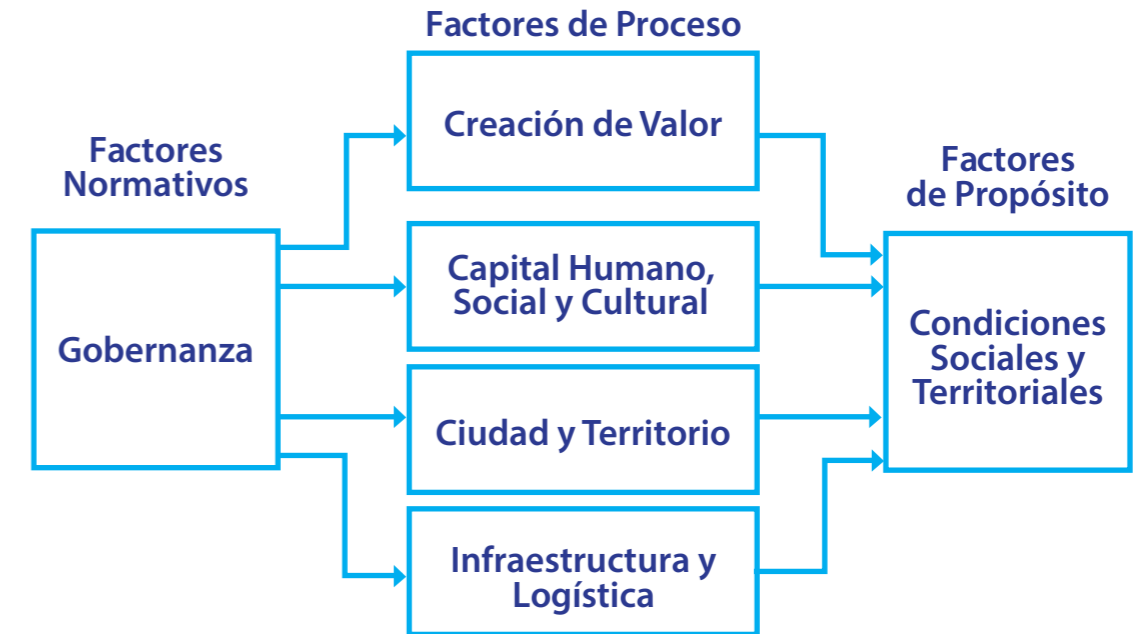 Factores de Proceso
Creación de Valor
Factores
Normativos
Factores
de Propósito
Capital Humano,
Social y Cultural
Gobernanza
Condiciones
Sociales y
Territoriales
Ciudad y Territorio
Infraestructura y
Logística